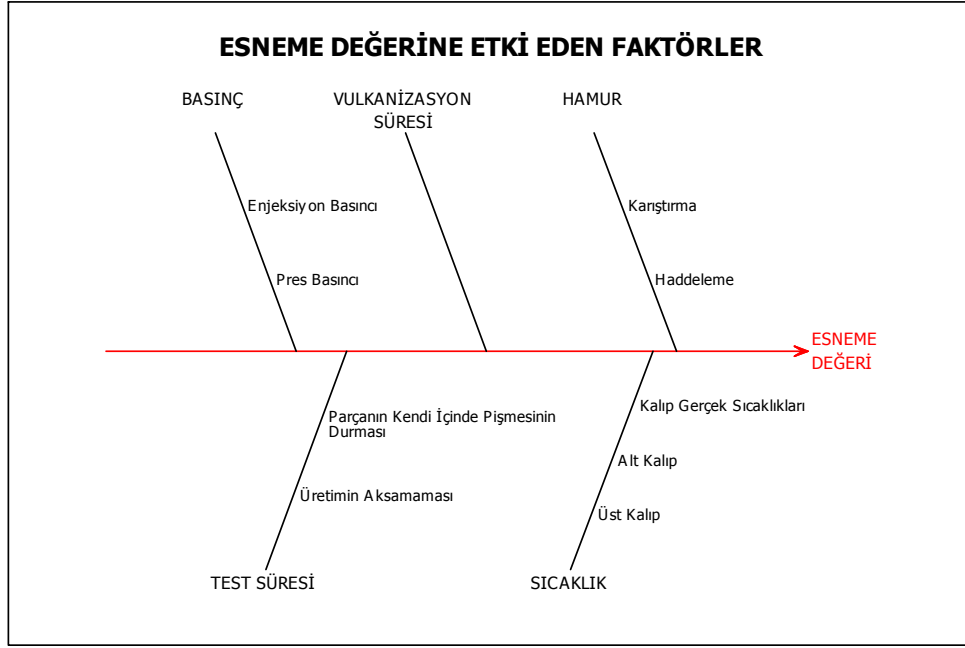 ESNEME DEĞERİNE ETKİ EDEN FAKTÖRLER
BASINÇ
VULKANİZASYON
SÜRESİ
HAMUR
Enjeksiyon Basıncı
Karıştırma
Pres Basıncı
Haddeleme
ESNEME
DEĞERİ
Parçanın Kendi İçinde Pişmesinin
Durması
Kalıp Gerçek Sıcaklıkları
Alt Kalıp
Üretimin Aksamaması
Üst Kalıp
TEST SÜRESİ
SICAKLIK